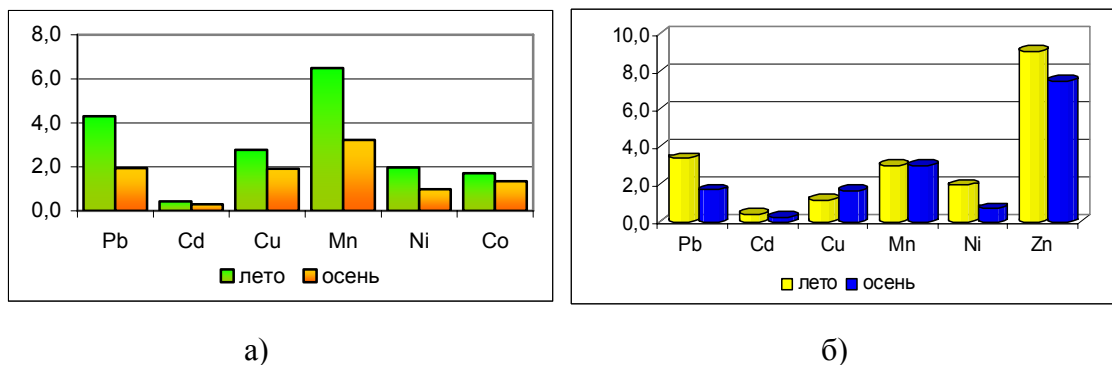 8,0
6,0
4,0
2,0
0,0
Pb Cd Cu Mn Ni Co
лето осень
а)
10,0
8,0
6,0
4,0
2,0
0,0
Pb Cd Cu Mn Ni Zn
лето осень
б)